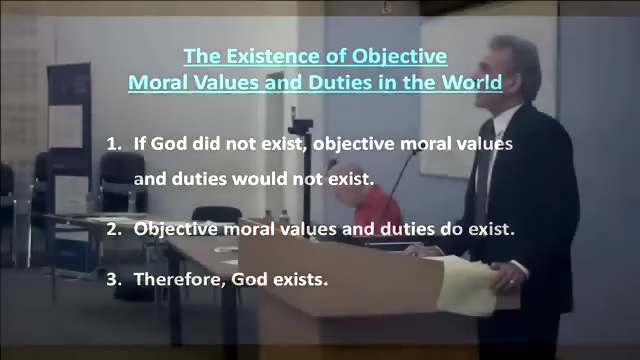 The Existence of Objective
Moral Values and Duties in the World
1. If God did not exist, objective moral values
and duties would not exist.
2. Objective moral values and duties do exist.
3. Therefore, God exists.